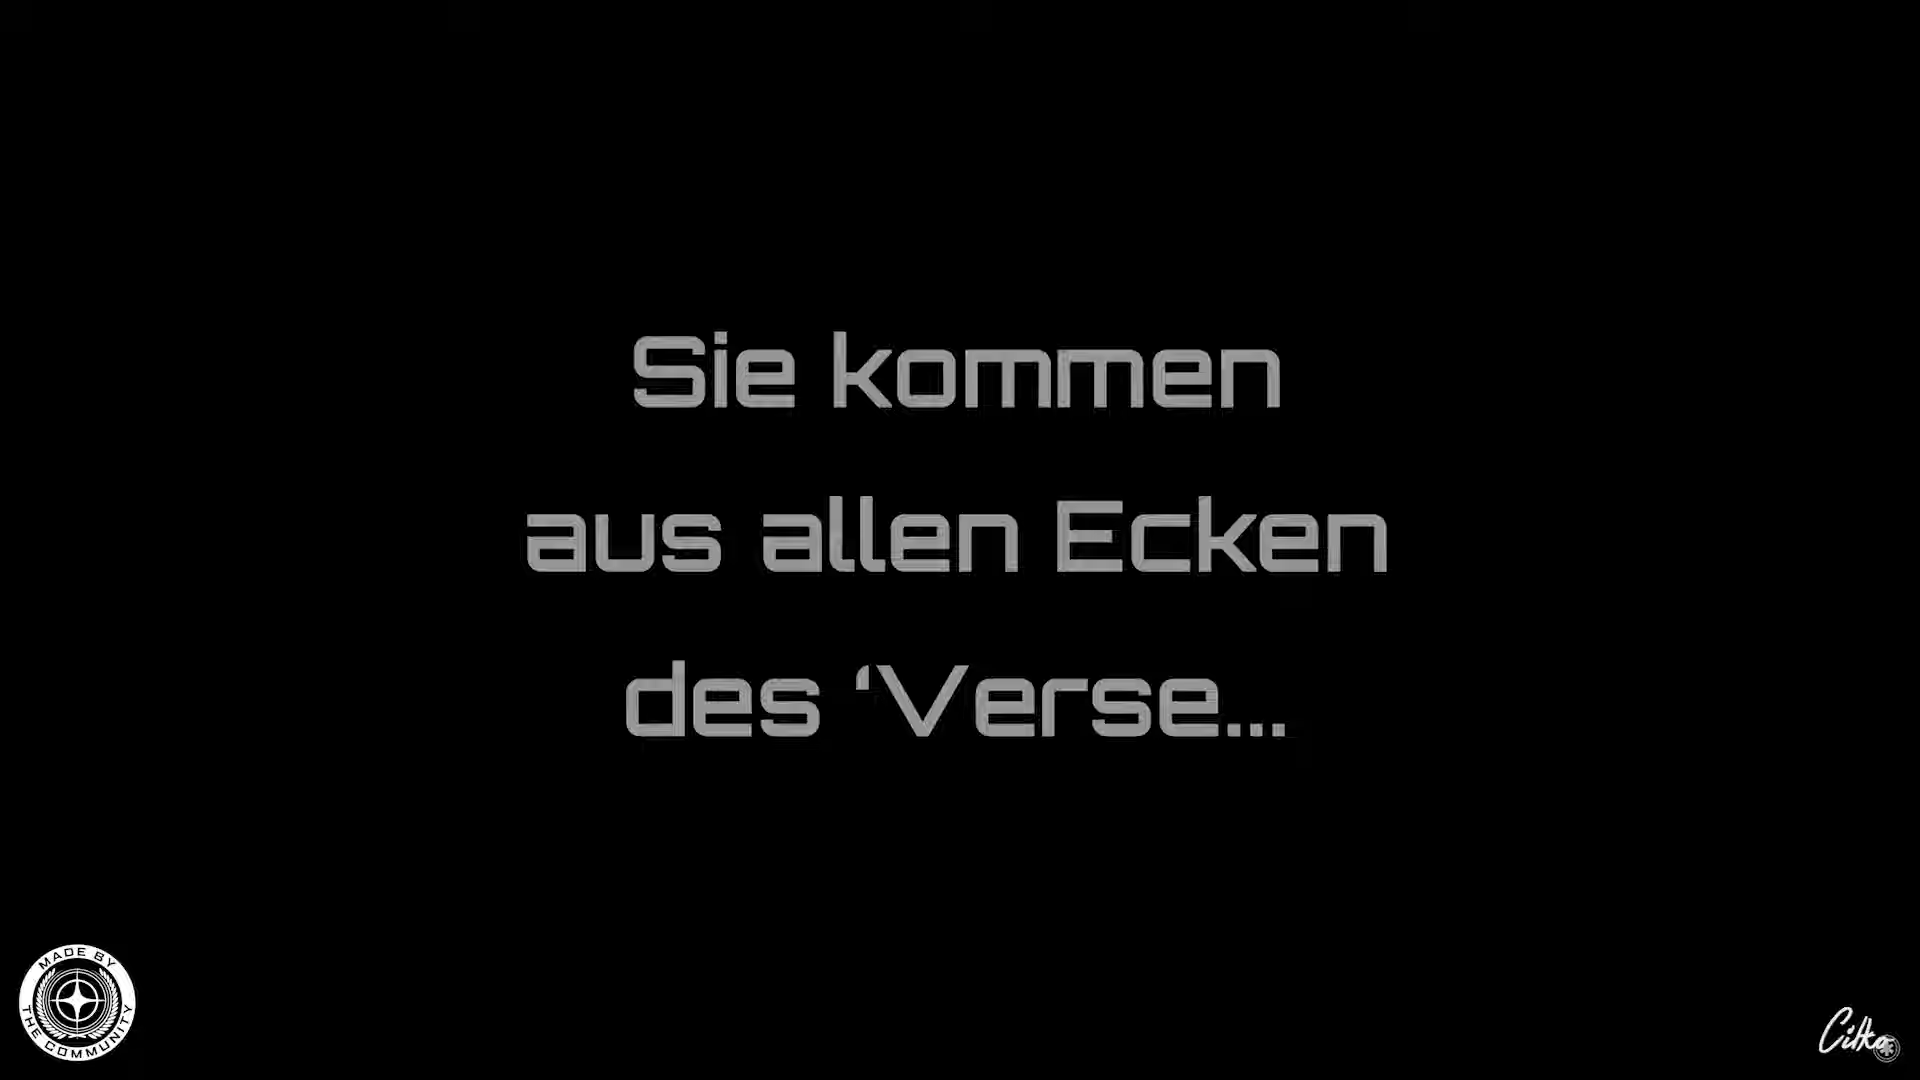 Sie kommen
aus allen Ecken
des ‘Verse...
MADE BY
THE COMMUNITY